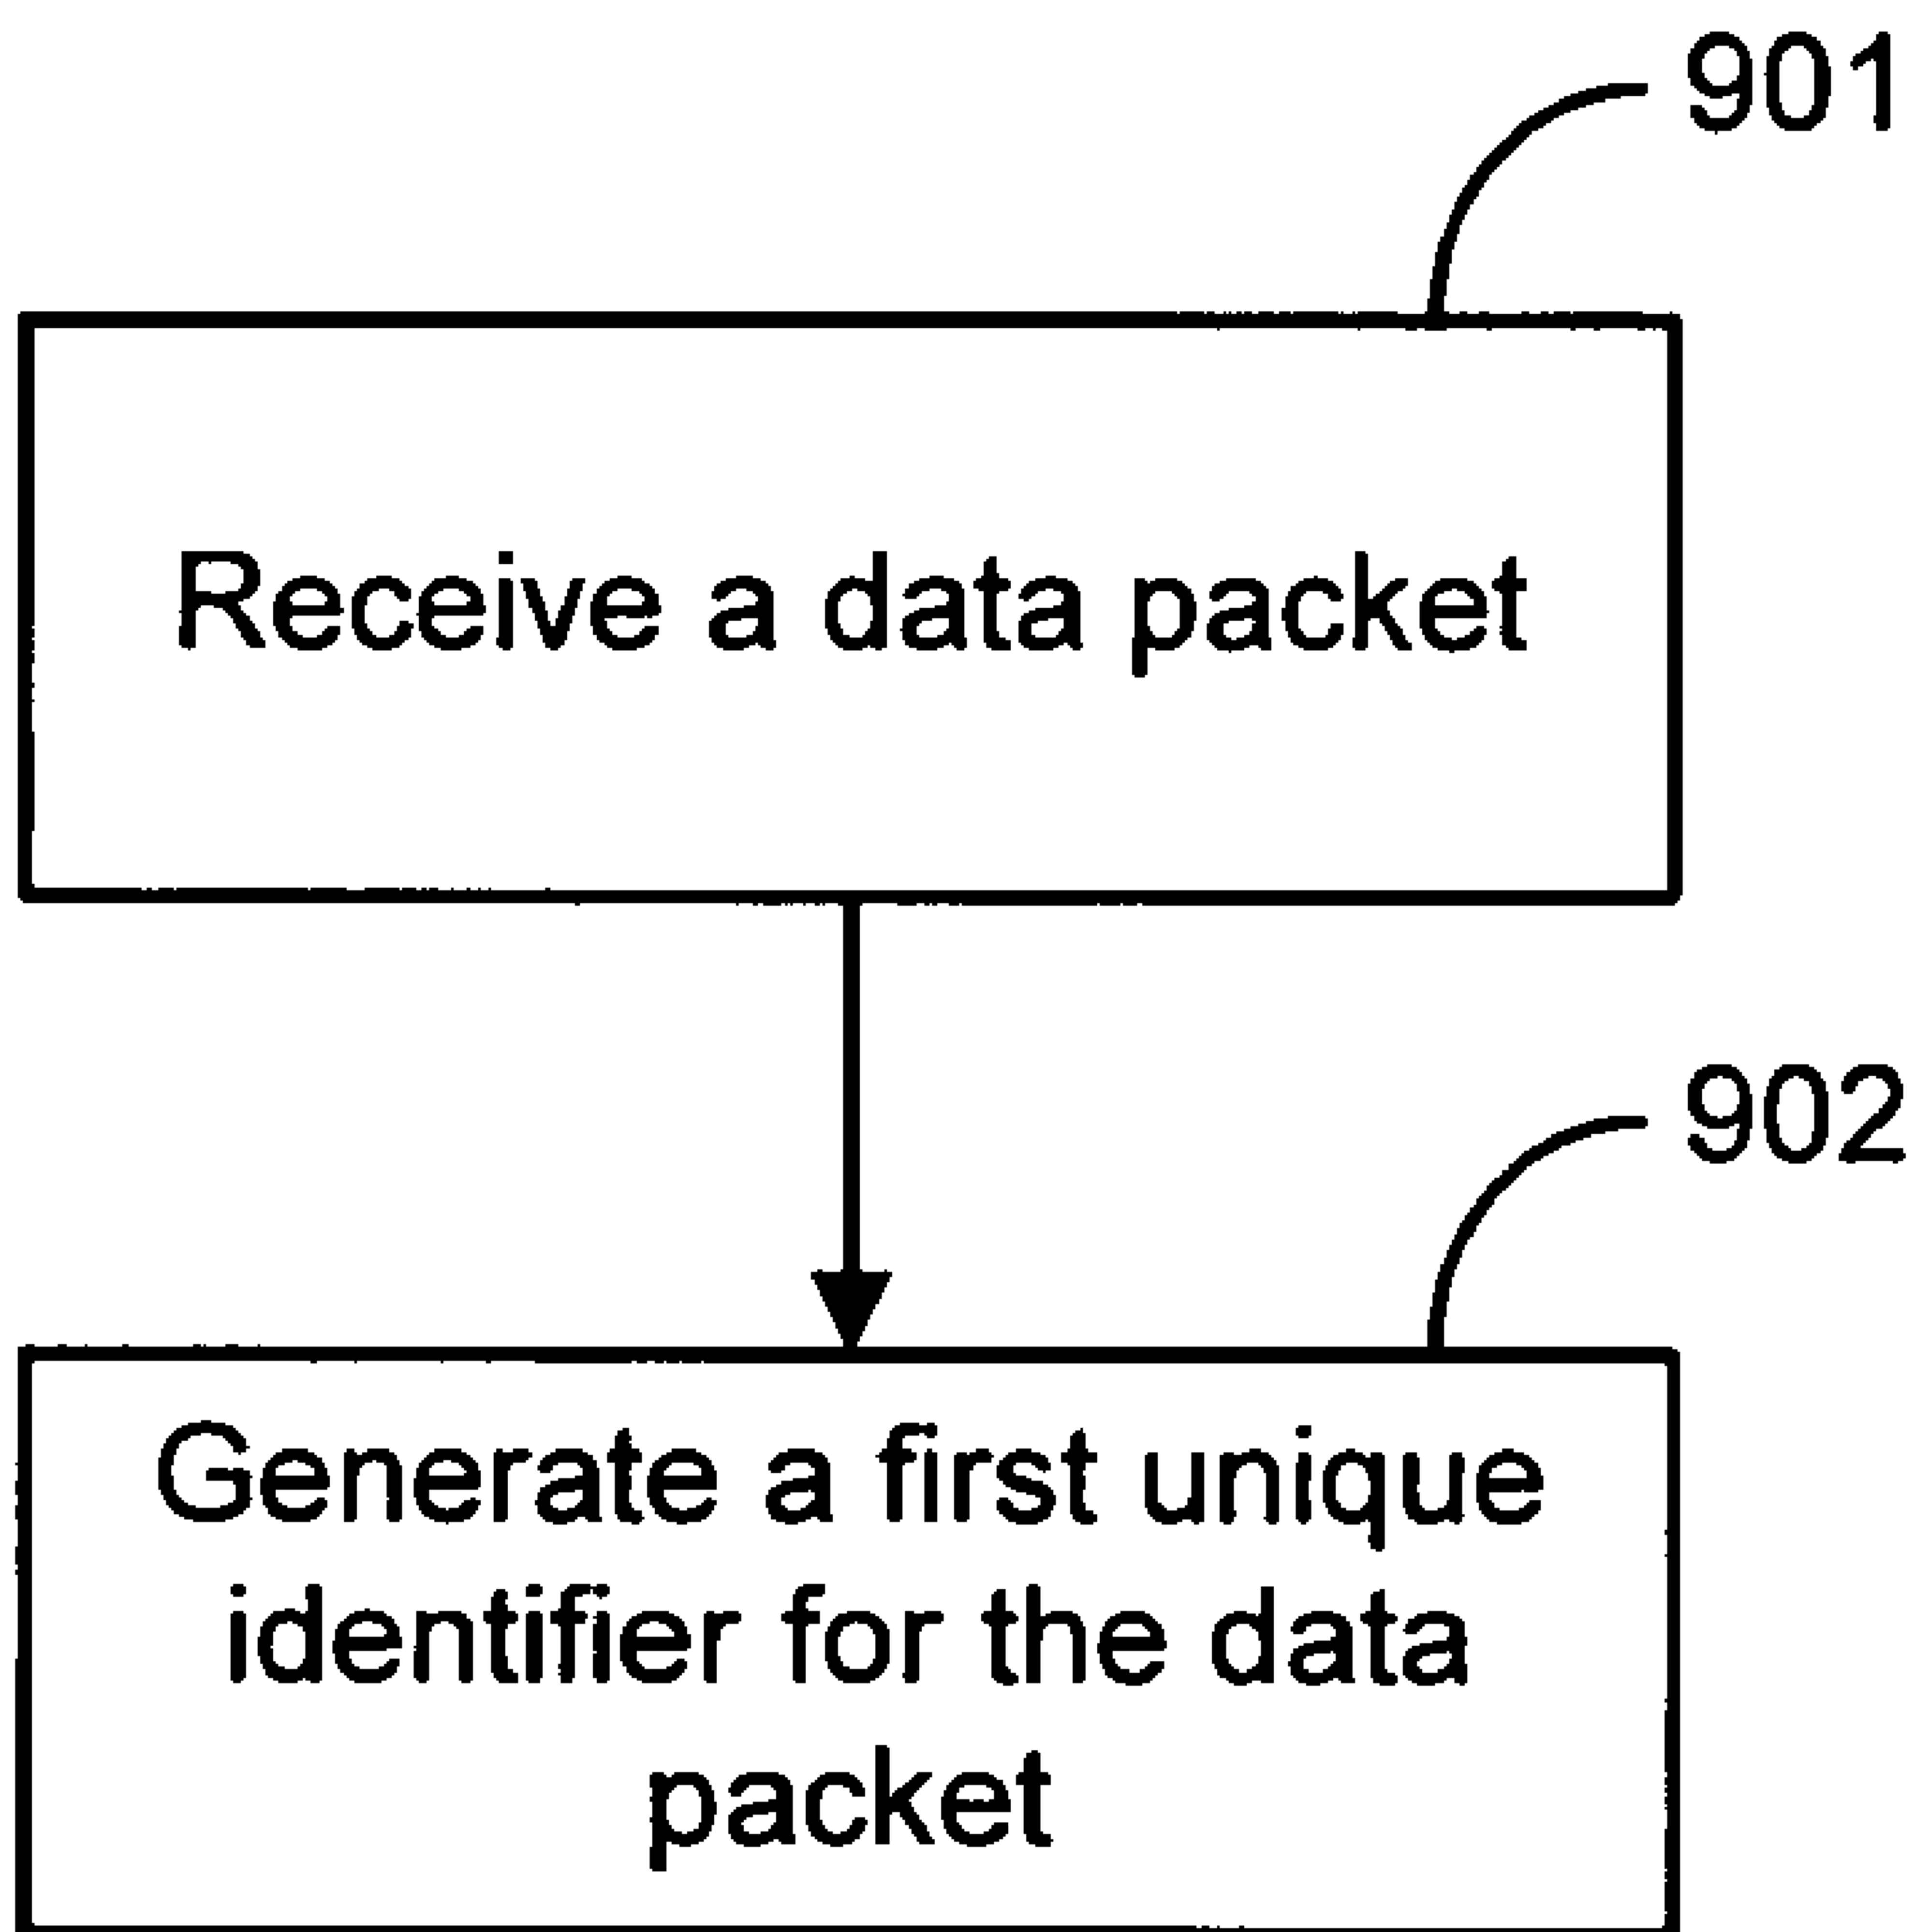 901
Receive a data packet
902
Generate a first unique
identifier for the data
packet